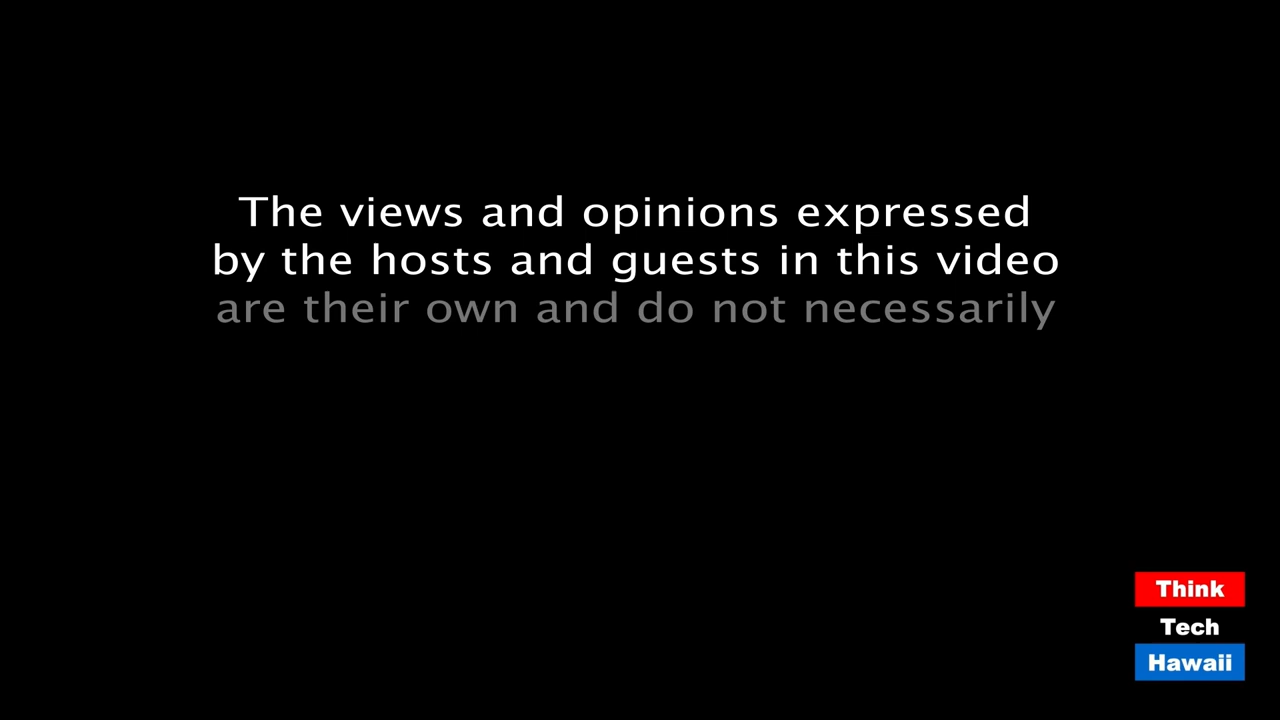 The views and opinions expressed
by the hosts and guests in this video
are their own and do not necessarily
Think
Tech
Hawaii